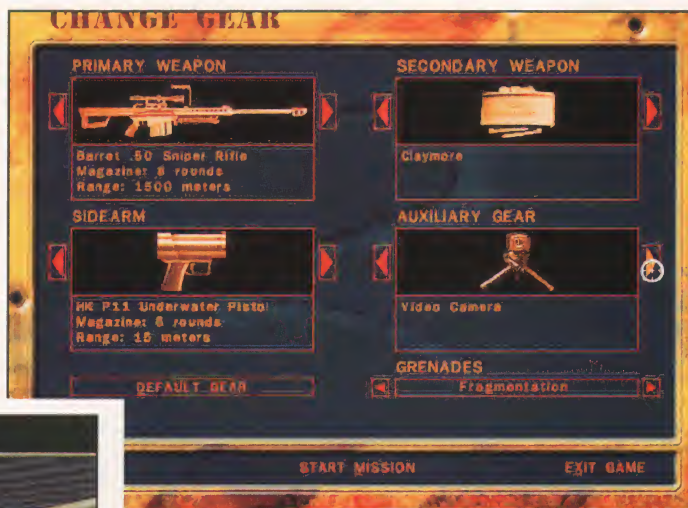 CHANGE GEAR
PRIMARY WEAPON
Barret .50 Sniper Rifle
Magazine: 8 rounds
Range: 1500 meters
SECONDARY WEAPON
Claymore
SIDEARM
HK P11 Underwater Pistol
Magazine: 5 rounds
Range: 15 meters
AUXILIARY GEAR
Video Camera
GRENADES
Fragmentation
DEFAULT GEAR
START MISSION
EXIT GAME